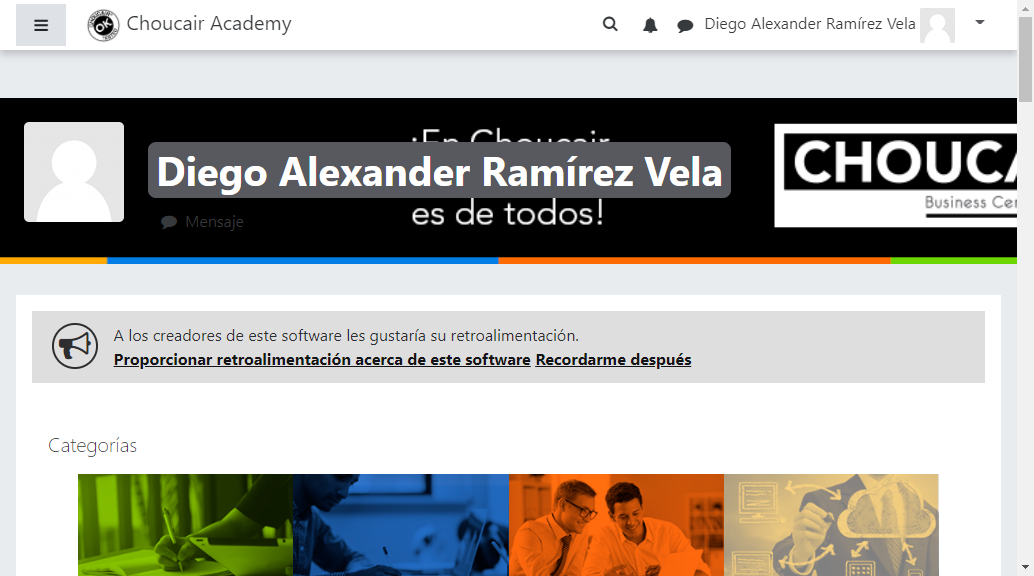 Choucair Academy
Diego Alexander Ramírez Vela
¡En Choucair
Diego Alexander Ramírez Vela
es de todos!
Mensaje
CHOUCA
Business Cen
A los creadores de este software les gustaría su retroalimentación.
Proporcionar retroalimentación acerca de este software Recordarme después
Categorías